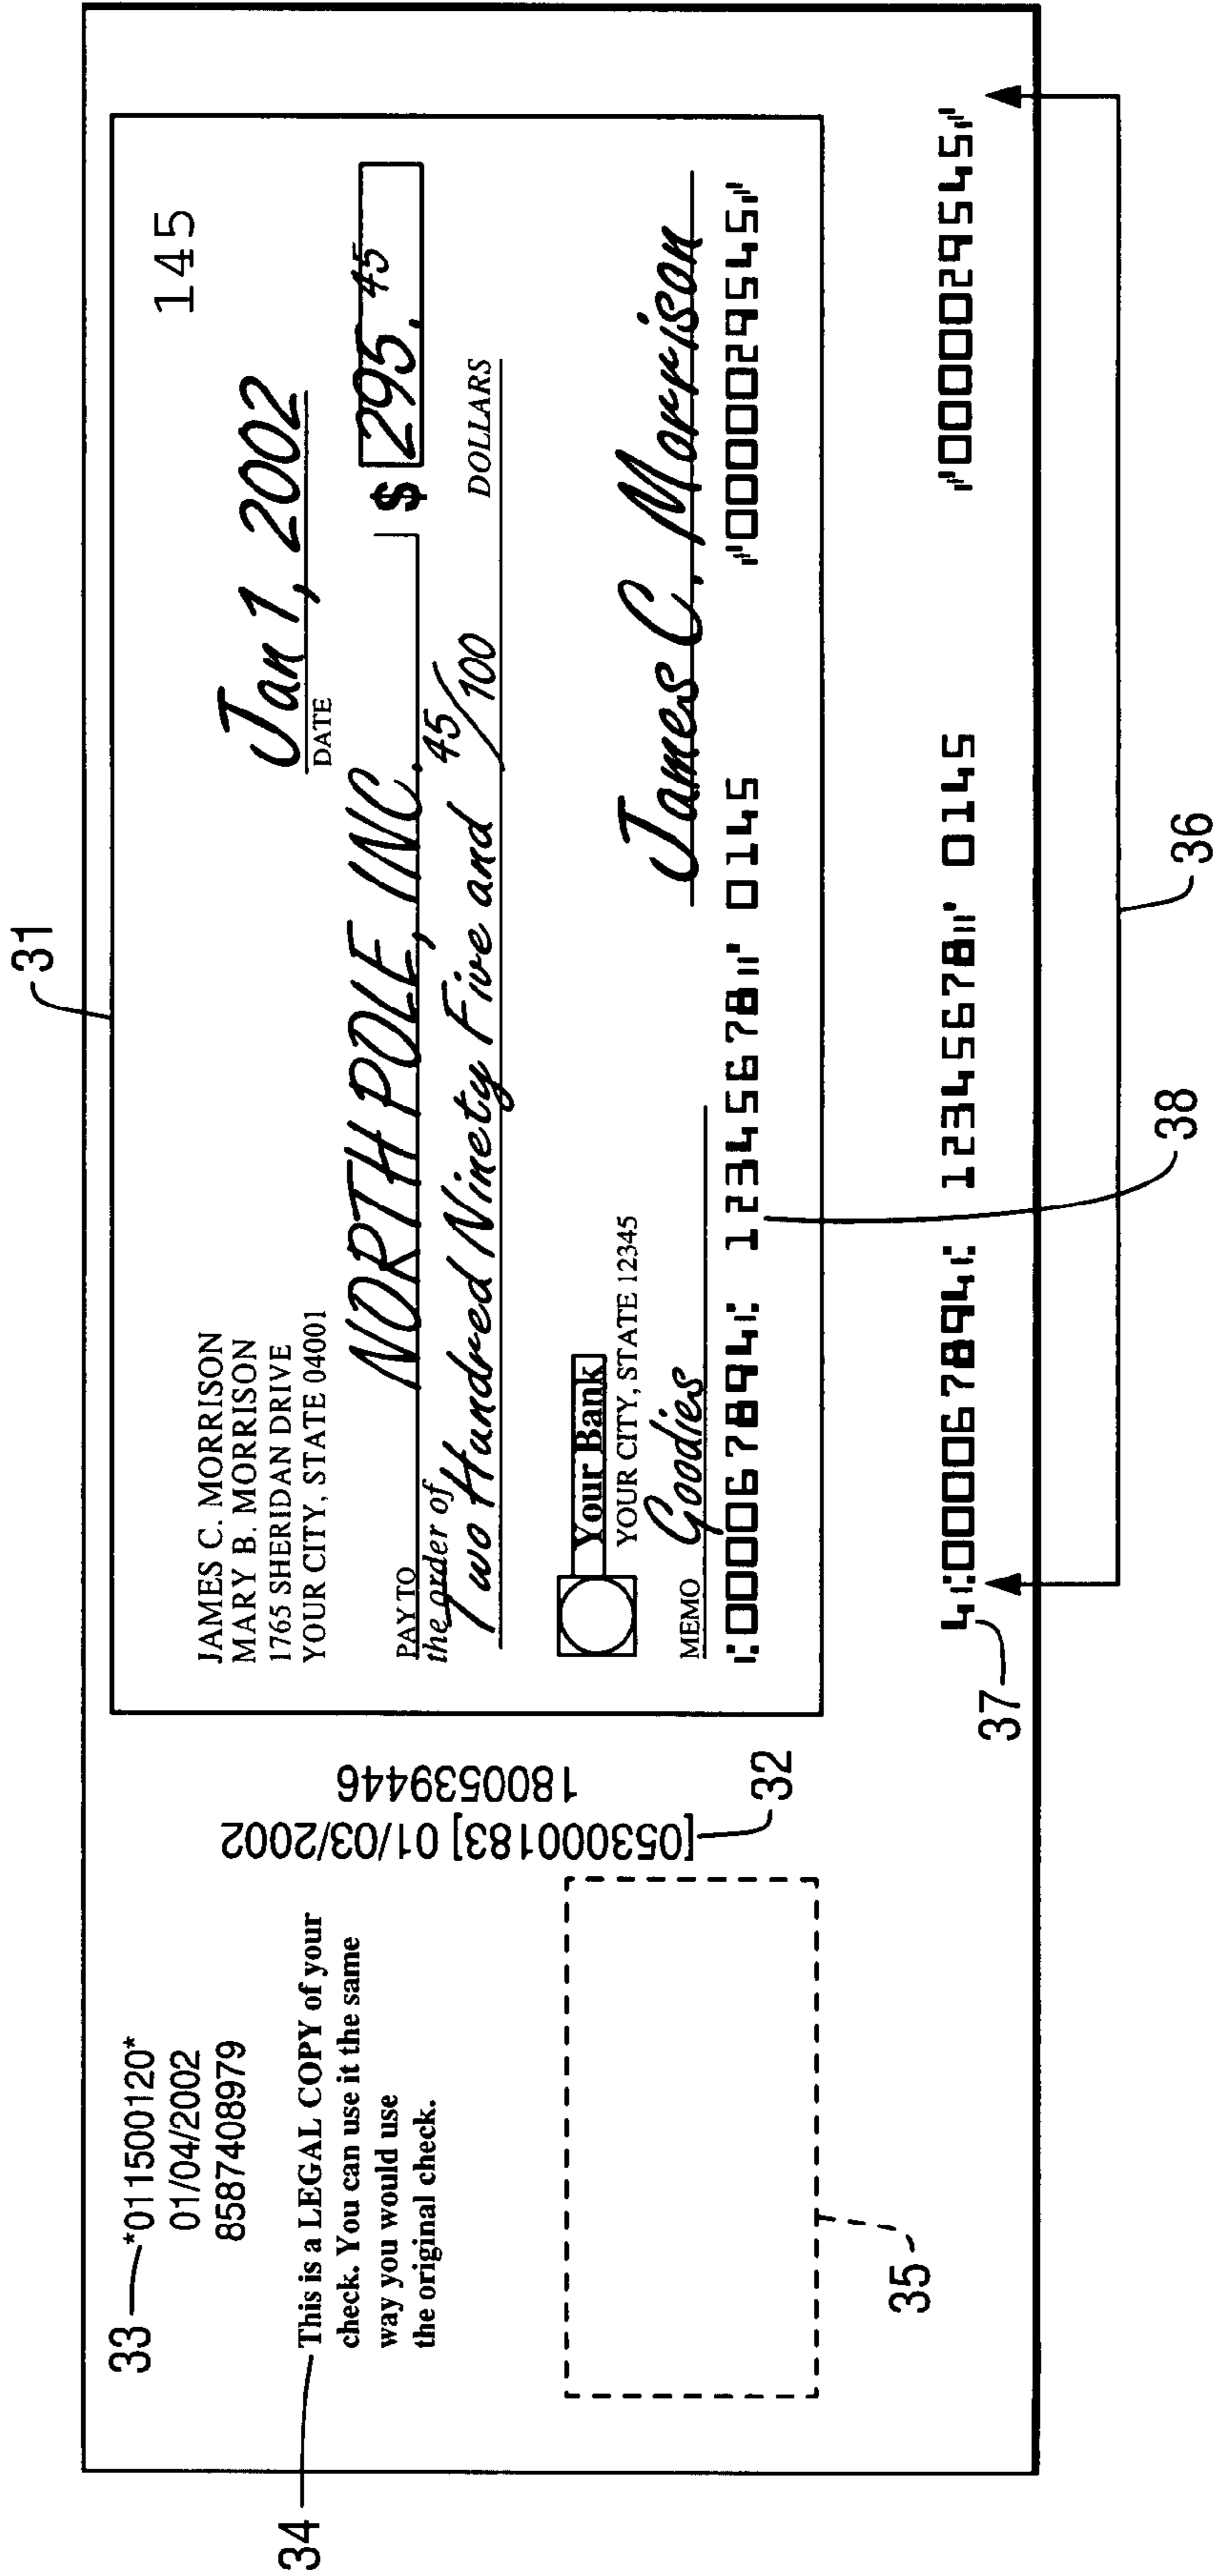 31
33
*011500120*
01/04/2002
8587408979
34
This is a LEGAL COPY of your
check. You can use it the same
way you would use
the original check.
35
[053000183] 01/03/2002
1800539446
32
JAMES C. MORRISON
MARY B. MORRISON
1765 SHERIDAN DRIVE
YOUR CITY, STATE 04001
145
Jan 1, 2002
DATE
PAY TO
the order of
NORTH POLE, INC.
$ 295.45
Two Hundred Ninety Five and 45/100
DOLLARS
Your Bank
YOUR CITY, STATE 12345
MEMO Goodies
James C. Morrison
⑆00067894⑆ 12345678⑈ 0145 ⑇0000029545⑇
4⑆00067894⑆ 12345678⑈ 0145 ⑇0000029545⑇
37
38
36